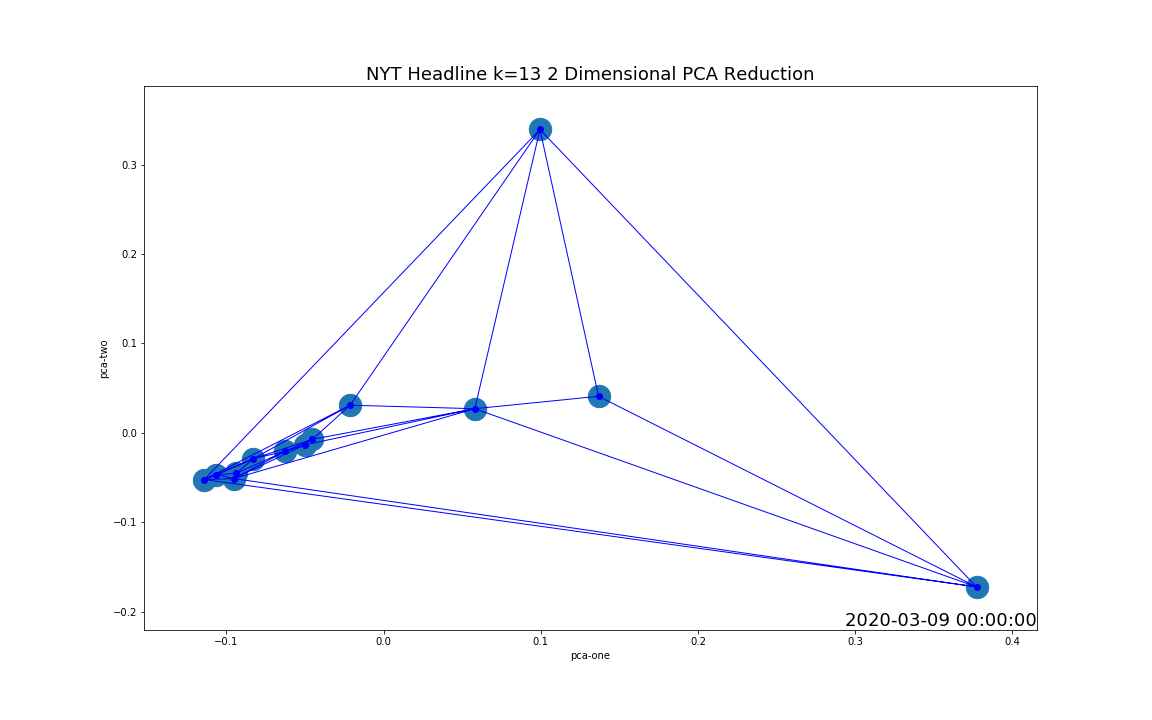 NYT Headline k=13 2 Dimensional PCA Reduction
pca-two
0.3
0.2
0.1
0.0
−0.1
−0.2
2020-03-09 00:00:00
−0.1 0.0 0.1 0.2 0.3 0.4
pca-one